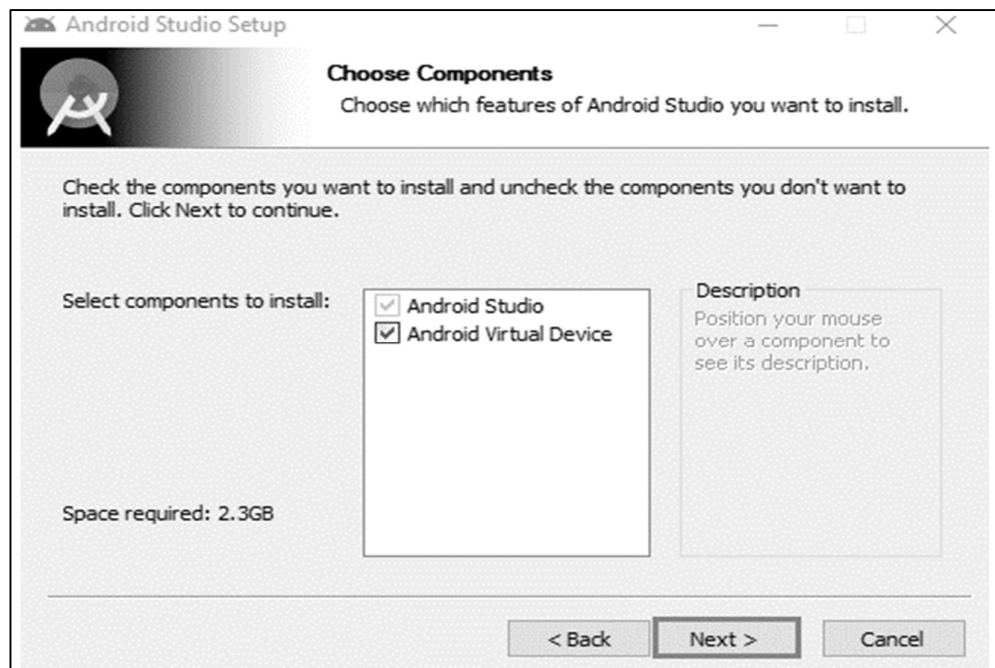 Android Studio Setup
Choose Components
Choose which features of Android Studio you want to install.
Check the components you want to install and uncheck the components you don't want to
install. Click Next to continue.
Select components to install:
Android Studio
Android Virtual Device
Description
Position your mouse
over a component to
see its description.
Space required: 2.3GB
< Back
Next >
Cancel